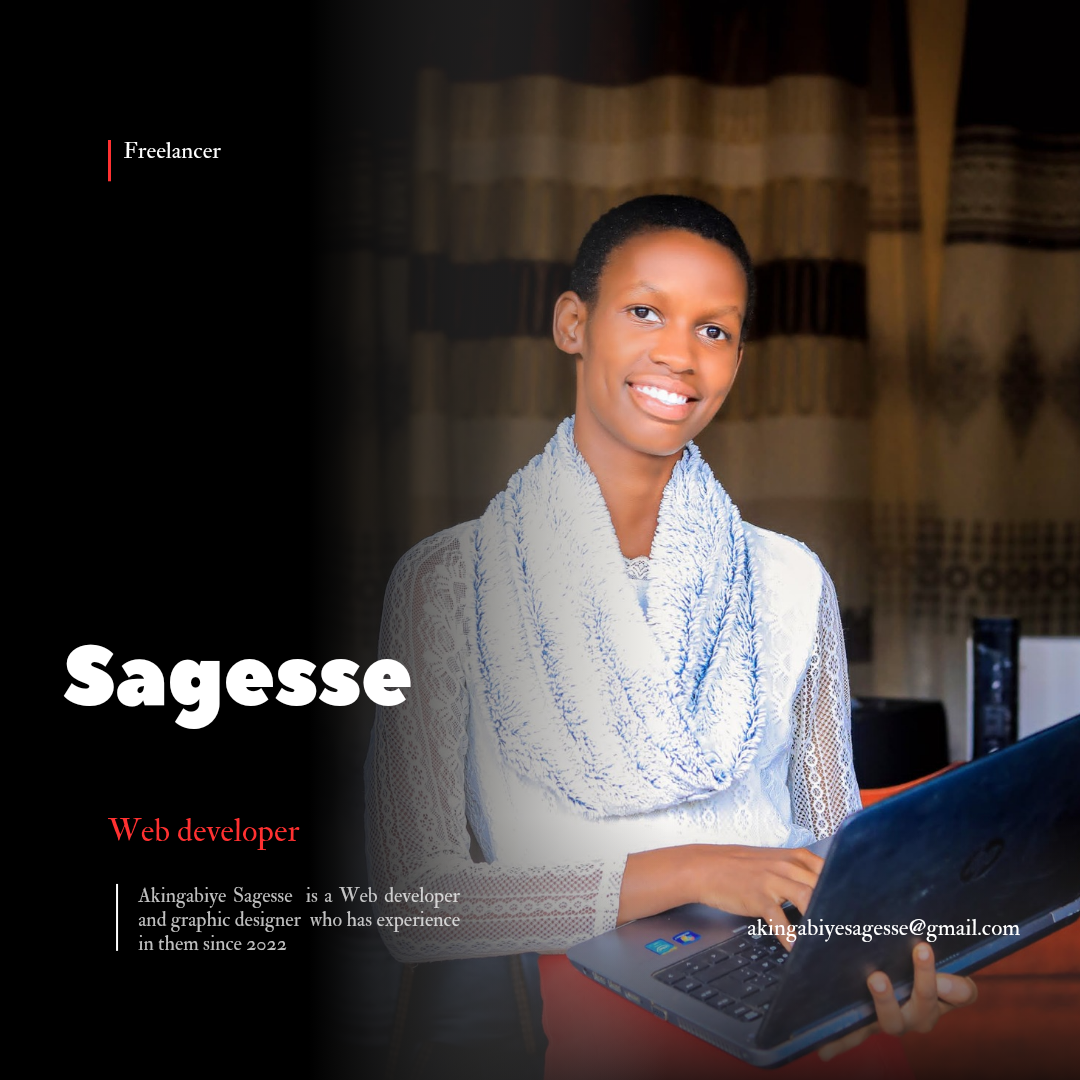 Freelancer
Sagesse
Web developer
Akingabiye Sagesse is a Web developer
and graphic designer who has experience
in them since 2022
akingabiyesagesse@gmail.com